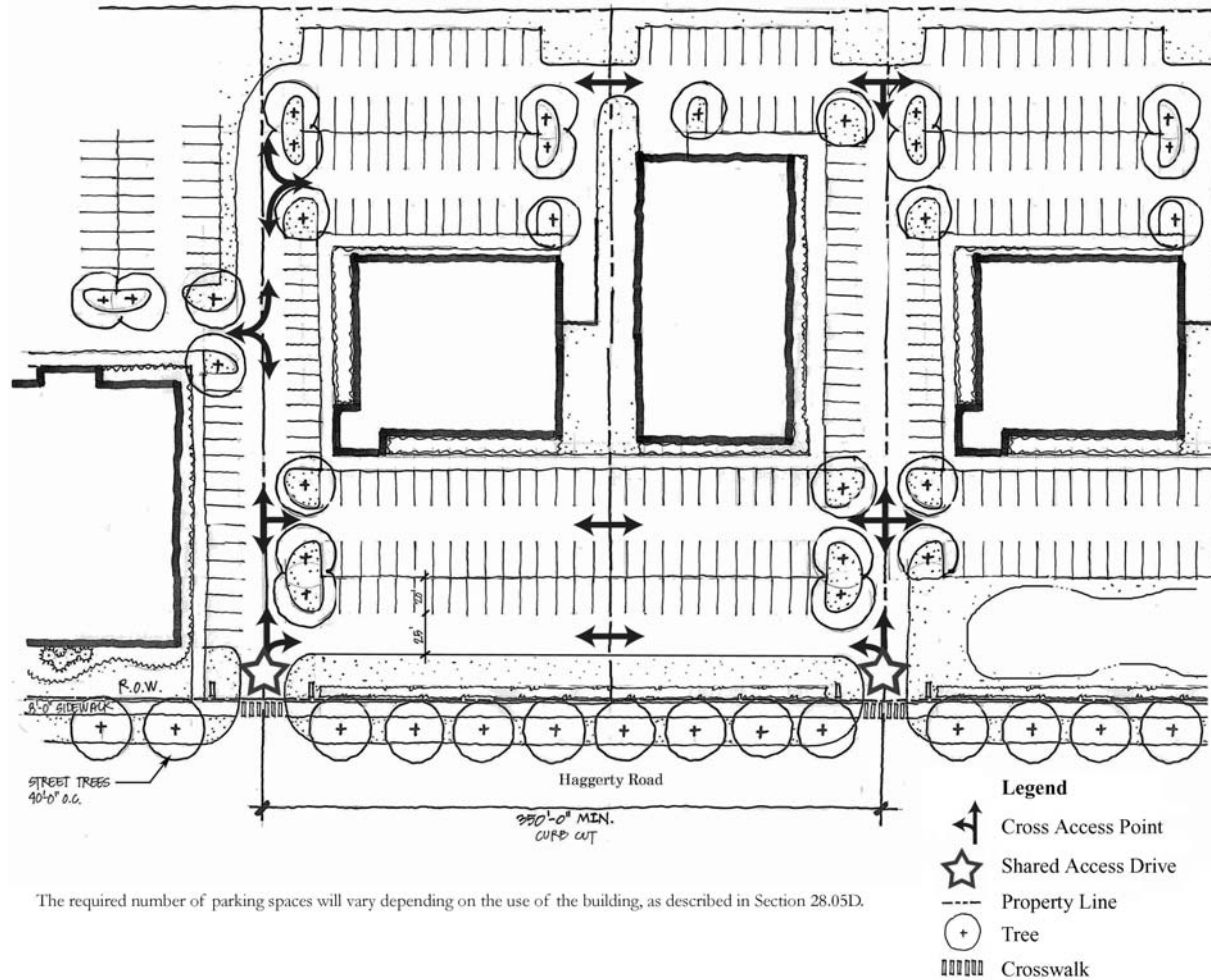 20'
25'
R.O.W.
8'-0" SIDEWALK
STREET TREES
40'-0" O.C.
Haggerty Road
350'-0" MIN.
CURB CUT
Legend
Cross Access Point
Shared Access Drive
Property Line
Tree
Crosswalk
The required number of parking spaces will vary depending on the use of the building, as described in Section 28.05D.